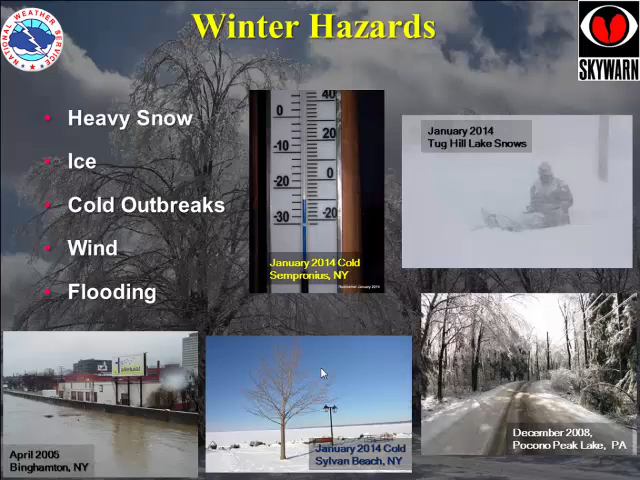 Winter Hazards
NATIONAL WEATHER SERVICE
SKYWARN
• Heavy Snow
• Ice
• Cold Outbreaks
• Wind
• Flooding
40
0
20
-10
0
-20
-30
-20
January 2014 Cold
Sempronius, NY
January 2014
Tug Hill Lake Snows
April 2005
Binghamton, NY
January 2014 Cold
Sylvan Beach, NY
December 2008,
Pocono Peak Lake, PA